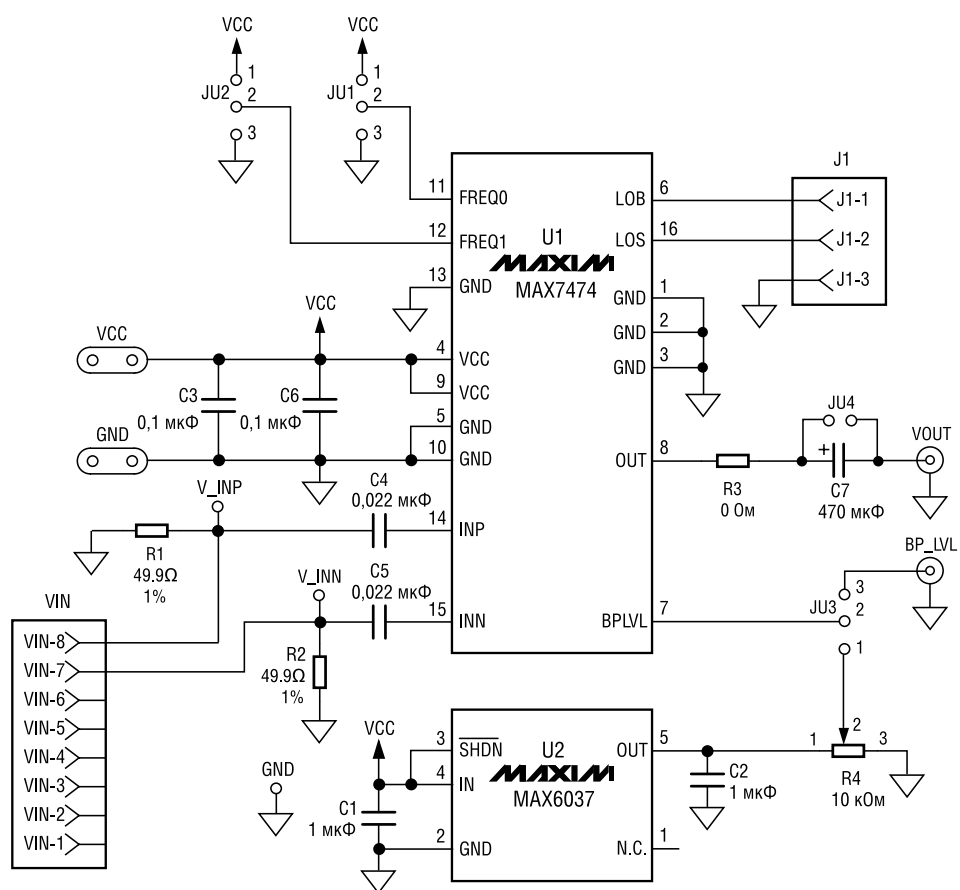 VCC
VCC
1
1
JU2
2
JU1
2
3
3
J1
11
FREQ0
LOB
6
J1-1
12
FREQ1
U1
LOS
16
J1-2
MAXIM
13
GND
MAX7474
1
J1-3
GND
VCC
2
GND
VCC
4
VCC
3
GND
C3
C6
9
VCC
0,1 мкФ
0,1 мкФ
5
GND
JU4
GND
10
GND
OUT
8
+
VOUT
V_INP
C4
0,022 мкФ
R3
0 Ом
C7
470 мкФ
14
INP
R1
49.9Ω
1%
BP_LVL
V_INN
C5
0,022 мкФ
VIN
15
INN
BPLVL
7
3
JU3
2
1
VIN-8
VIN-7
R2
49.9Ω
1%
VIN-6
VIN-5
VCC
3
SHDN
U2
OUT
5
1
2
3
VIN-4
GND
4
IN
MAXIM
C2
1 мкФ
R4
10 кОм
VIN-3
C1
1 мкФ
MAX6037
VIN-2
2
GND
N.C.
1
VIN-1